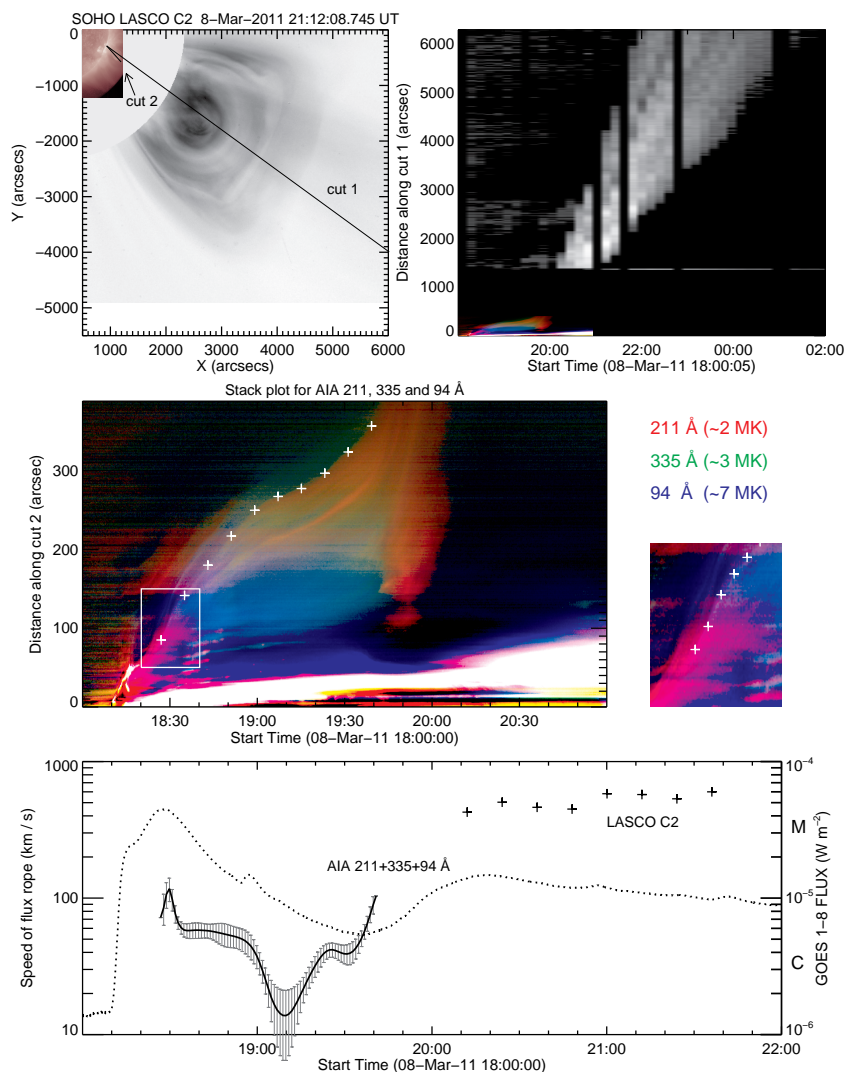 SOHO LASCO C2 8-Mar-2011 21:12:08.745 UT
0
-1000
-2000
-3000
-4000
-5000
Y (arcsecs)
cut 2
cut 1
1000 2000 3000 4000 5000 6000
X (arcsecs)
6000
5000
4000
3000
2000
1000
0
Distance along cut 1 (arcsec)
20:00 22:00 00:00 02:00
Start Time (08-Mar-11 18:00:05)
Stack plot for AIA 211, 335 and 94 Å
300
200
100
0
Distance along cut 2 (arcsec)
18:30 19:00 19:30 20:00 20:30
Start Time (08-Mar-11 18:00:00)
211 Å (~2 MK)
335 Å (~3 MK)
94 Å (~7 MK)
1000
100
10
Speed of flux rope (km / s)
AIA 211+335+94 Å
LASCO C2
10⁻⁴
M
10⁻⁵
C
10⁻⁶
GOES 1-8 FLUX (W m⁻²)
19:00 20:00 21:00 22:00
Start Time (08-Mar-11 18:00:00)